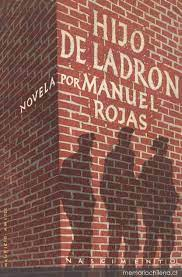 HIJO
DE LADRÓN
NOVELA POR MANUEL
ROJAS
NASCIMENTO
memoriachilena.cl